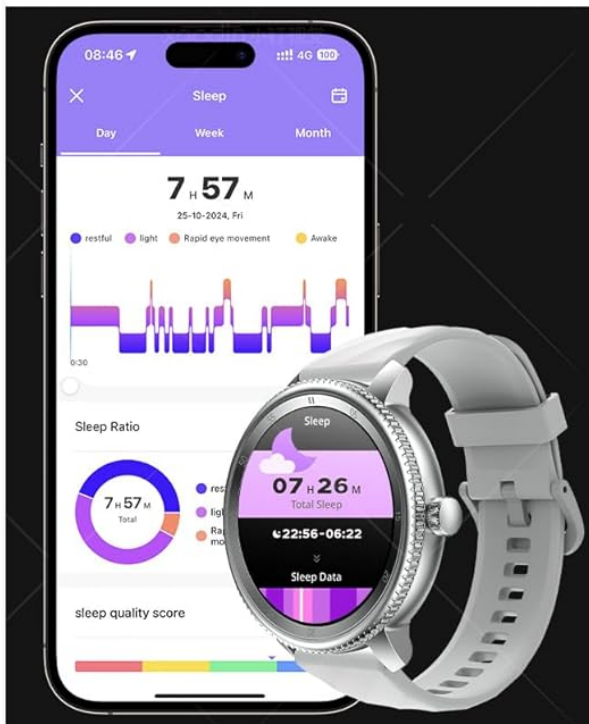 08:46 4G 100
Sleep
Day Week Month
7 H 57 M
25-10-2024, Fri
restful light Rapid eye movement Awake
0:30
Sleep Ratio
7 H 57 M
Total
sleep quality score
Sleep
07 H 26 M
Total Sleep
22:56-06:22
Sleep Data